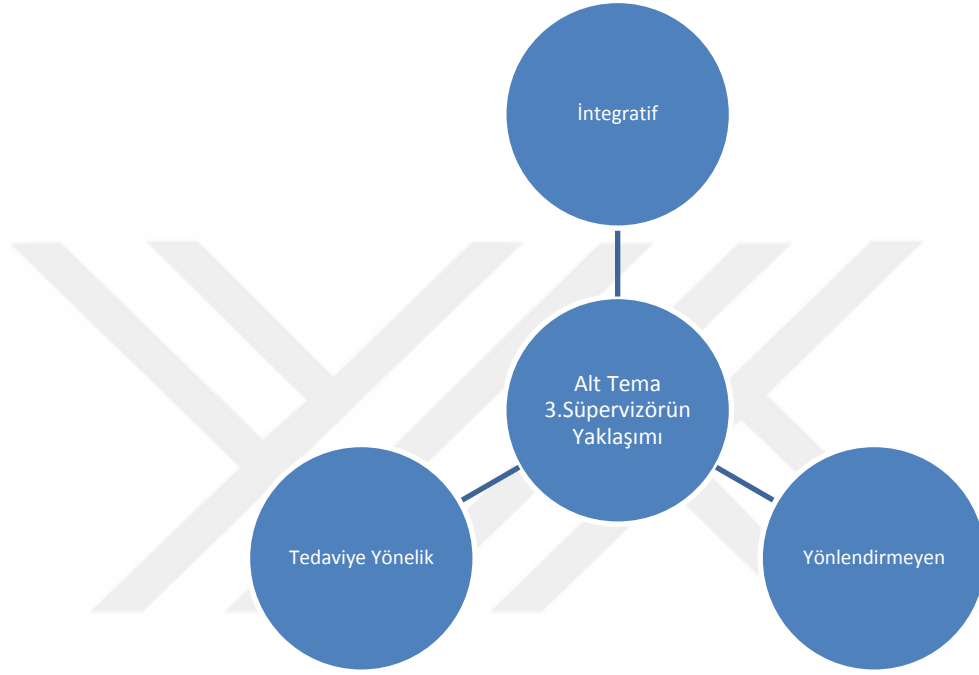 İntegratif
Alt Tema
3.Süpervizörün
Yaklaşımı
Tedaviye Yönelik
Yönlendirmeyen